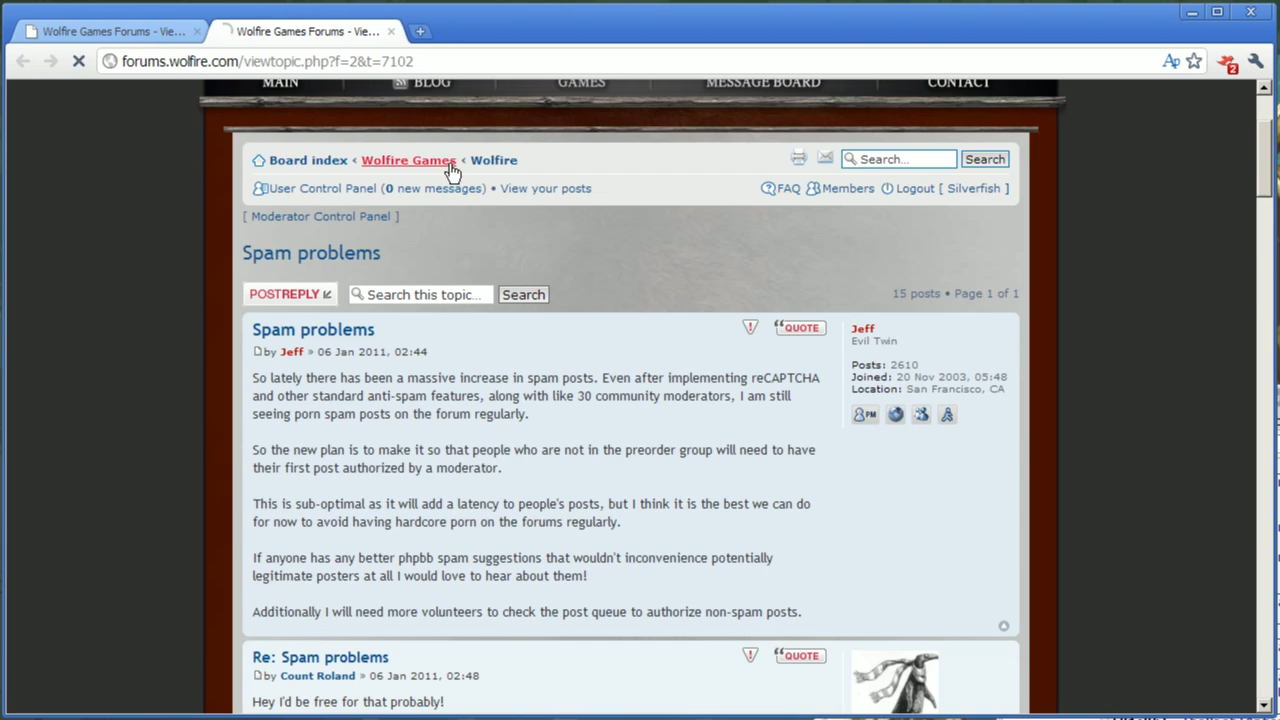 Wolfire Games Forums - Vie... Wolfire Games Forums - Vie...
forums.wolfire.com/viewtopic.php?f=2&t=7102
2
MAIN BLOG GAMES MESSAGE BOARD CONTACT
Board index ‹ Wolfire Games ‹ Wolfire Search... Search
User Control Panel (0 new messages) • View your posts FAQ Members Logout [ Silverfish ]
[ Moderator Control Panel ]
Spam problems
POSTREPLY Search this topic... Search 15 posts • Page 1 of 1
Spam problems
QUOTE
by Jeff » 06 Jan 2011, 02:44
So lately there has been a massive increase in spam posts. Even after implementing reCAPTCHA
and other standard anti-spam features, along with like 30 community moderators, I am still
seeing porn spam posts on the forum regularly.
So the new plan is to make it so that people who are not in the preorder group will need to have
their first post authorized by a moderator.
This is sub-optimal as it will add a latency to people's posts, but I think it is the best we can do
for now to avoid having hardcore porn on the forums regularly.
If anyone has any better phpbb spam suggestions that wouldn't inconvenience potentially
legitimate posters at all I would love to hear about them!
Additionally I will need more volunteers to check the post queue to authorize non-spam posts.
Jeff
Evil Twin
Posts: 2610
Joined: 20 Nov 2003, 05:48
Location: San Francisco, CA
PM
Re: Spam problems
QUOTE
by Count Roland » 06 Jan 2011, 02:48
Hey I'd be free for that probably!